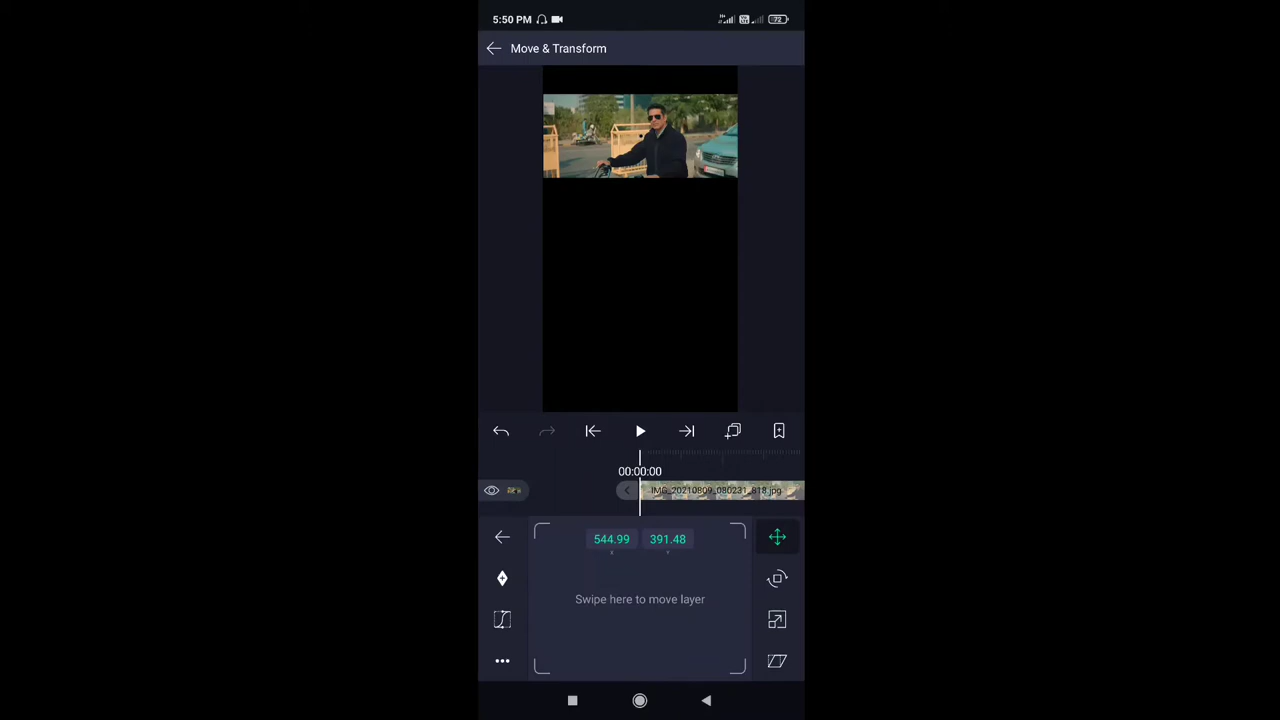 5:50 PM
72
Move & Transform
00:00:00
IMG_20210809_080231_818.jpg
544.99 391.48
X Y
Swipe here to move layer